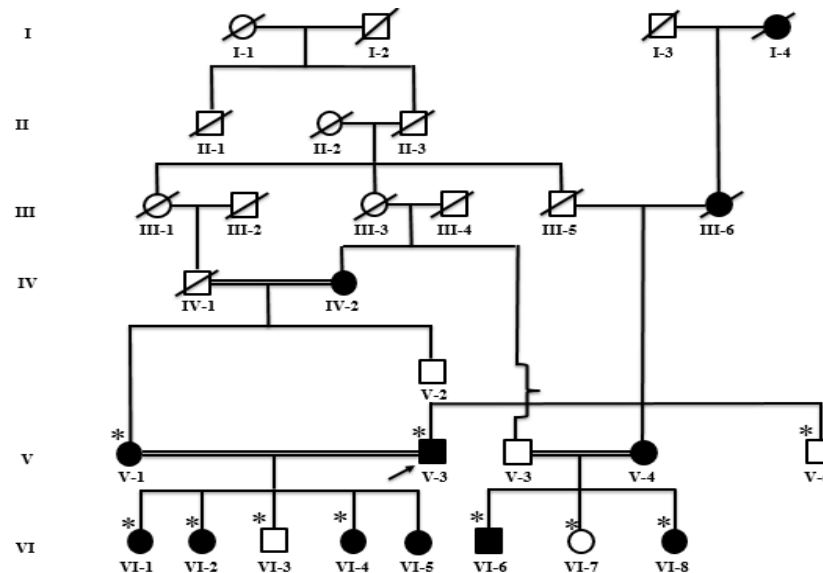 I
I-1 I-2 I-3 I-4
II
II-1 II-2 II-3
III
III-1 III-2 III-3 III-4 III-5 III-6
IV
IV-1 IV-2
V-2
* * *
V
V-1 V-3 V-3 V-4
* * * * * * *
VI
VI-1 VI-2 VI-3 VI-4 VI-5 VI-6 VI-7 VI-8